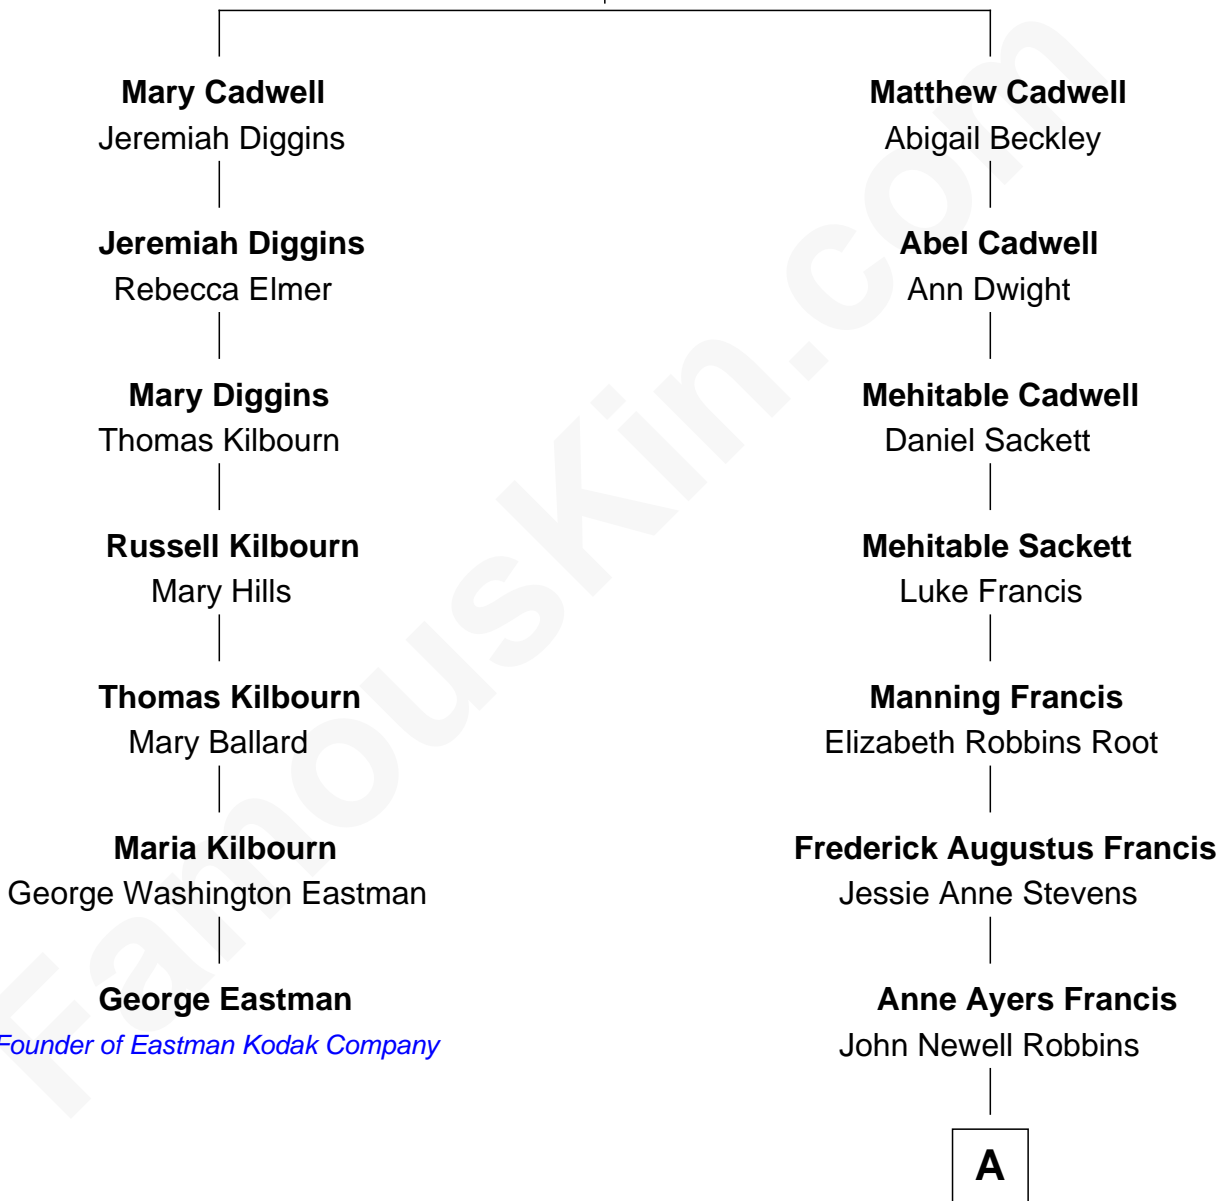 Mary Cadwell
Jeremiah Diggins
Jeremiah Diggins
Rebecca Elmer
Mary Diggins
Thomas Kilbourn
Russell Kilbourn
Mary Hills
Thomas Kilbourn
Mary Ballard
Maria Kilbourn
George Washington Eastman
George Eastman
Founder of Eastman Kodak Company
Matthew Cadwell
Abigail Beckley
Abel Cadwell
Ann Dwight
Mehitable Cadwell
Daniel Sackett
Mehitable Sackett
Luke Francis
Manning Francis
Elizabeth Robbins Root
Frederick Augustus Francis
Jessie Anne Stevens
Anne Ayers Francis
John Newell Robbins
A
FamousKin.com